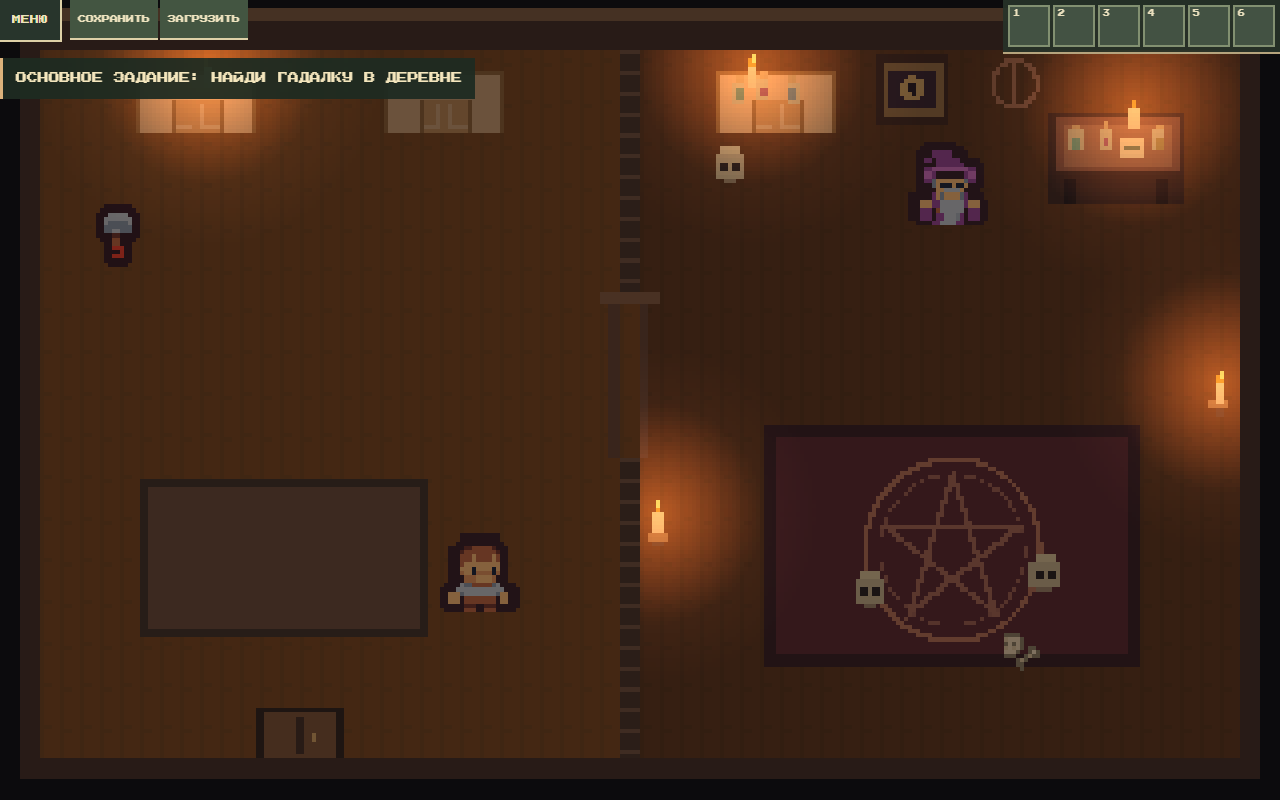 МЕНЮ
СОХРАНИТЬ
ЗАГРУЗИТЬ
1 2 3 4 5 6
ОСНОВНОЕ ЗАДАНИЕ: НАЙДИ ГАДАЛКУ В ДЕРЕВНЕ